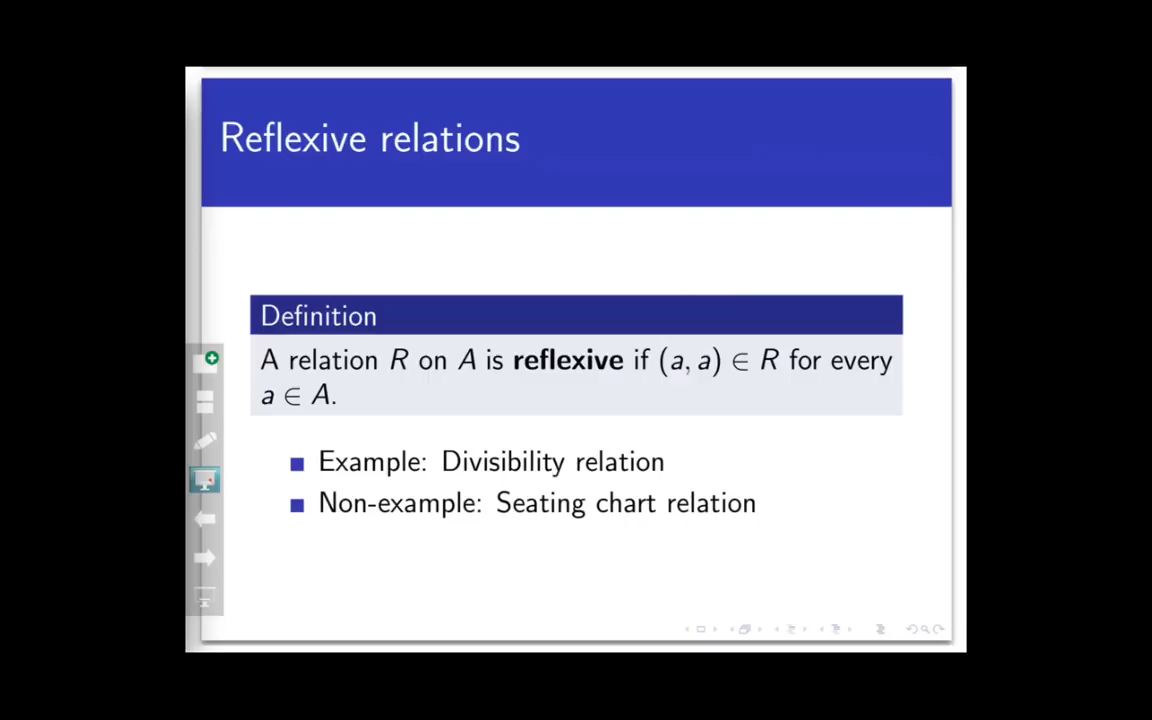 Reflexive relations
Definition
A relation R on A is reflexive if (a, a) ∈ R for every
a ∈ A.
Example: Divisibility relation
Non-example: Seating chart relation